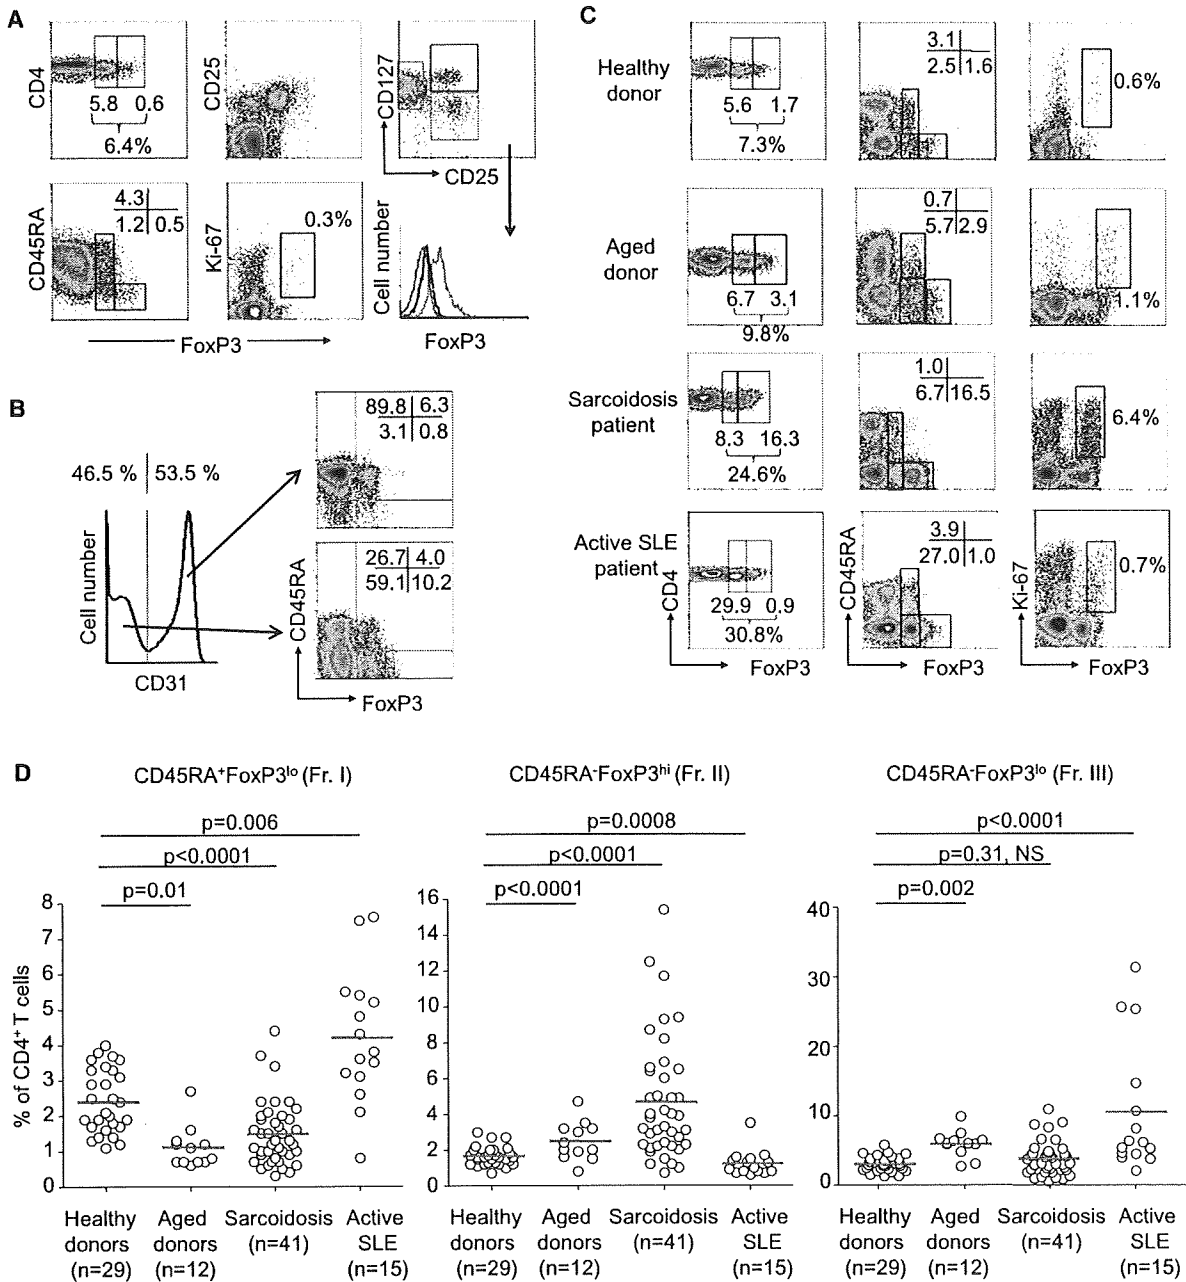 A
CD4
5.8 0.6
6.4%
CD25
CD127
CD25
CD45RA
4.3
1.2 0.5
Ki-67
0.3%
FoxP3
Cell number
FoxP3
B
46.5 % 53.5 %
Cell number
CD31
89.8 6.3
3.1 0.8
26.7 4.0
59.1 10.2
CD45RA
FoxP3
C
Healthy
donor
5.6 1.7
7.3%
3.1
2.5 1.6
0.6%
Aged
donor
6.7 3.1
9.8%
0.7
5.7 2.9
1.1%
Sarcoidosis
patient
8.3 16.3
24.6%
1.0
6.7 16.5
6.4%
Active SLE
patient
CD4
29.9 0.9
30.8%
FoxP3
CD45RA
3.9
27.0 1.0
FoxP3
Ki-67
0.7%
FoxP3
D
CD45RA⁺FoxP3ˡᵒ (Fr. I)
p=0.006
p<0.0001
p=0.01
% of CD4⁺ T cells
8
7
6
5
4
3
2
1
0
Healthy Aged Sarcoidosis Active
donors donors (n=41) SLE
(n=29) (n=12) (n=15)
CD45RA⁻FoxP3ʰⁱ (Fr. II)
p=0.0008
p<0.0001
p<0.0001
16
14
12
10
8
6
4
2
0
Healthy Aged Sarcoidosis Active
donors donors (n=41) SLE
(n=29) (n=12) (n=15)
CD45RA⁻FoxP3ˡᵒ (Fr. III)
p<0.0001
p=0.31, NS
p=0.002
40
30
20
10
0
Healthy Aged Sarcoidosis Active
donors donors (n=41) SLE
(n=29) (n=12) (n=15)